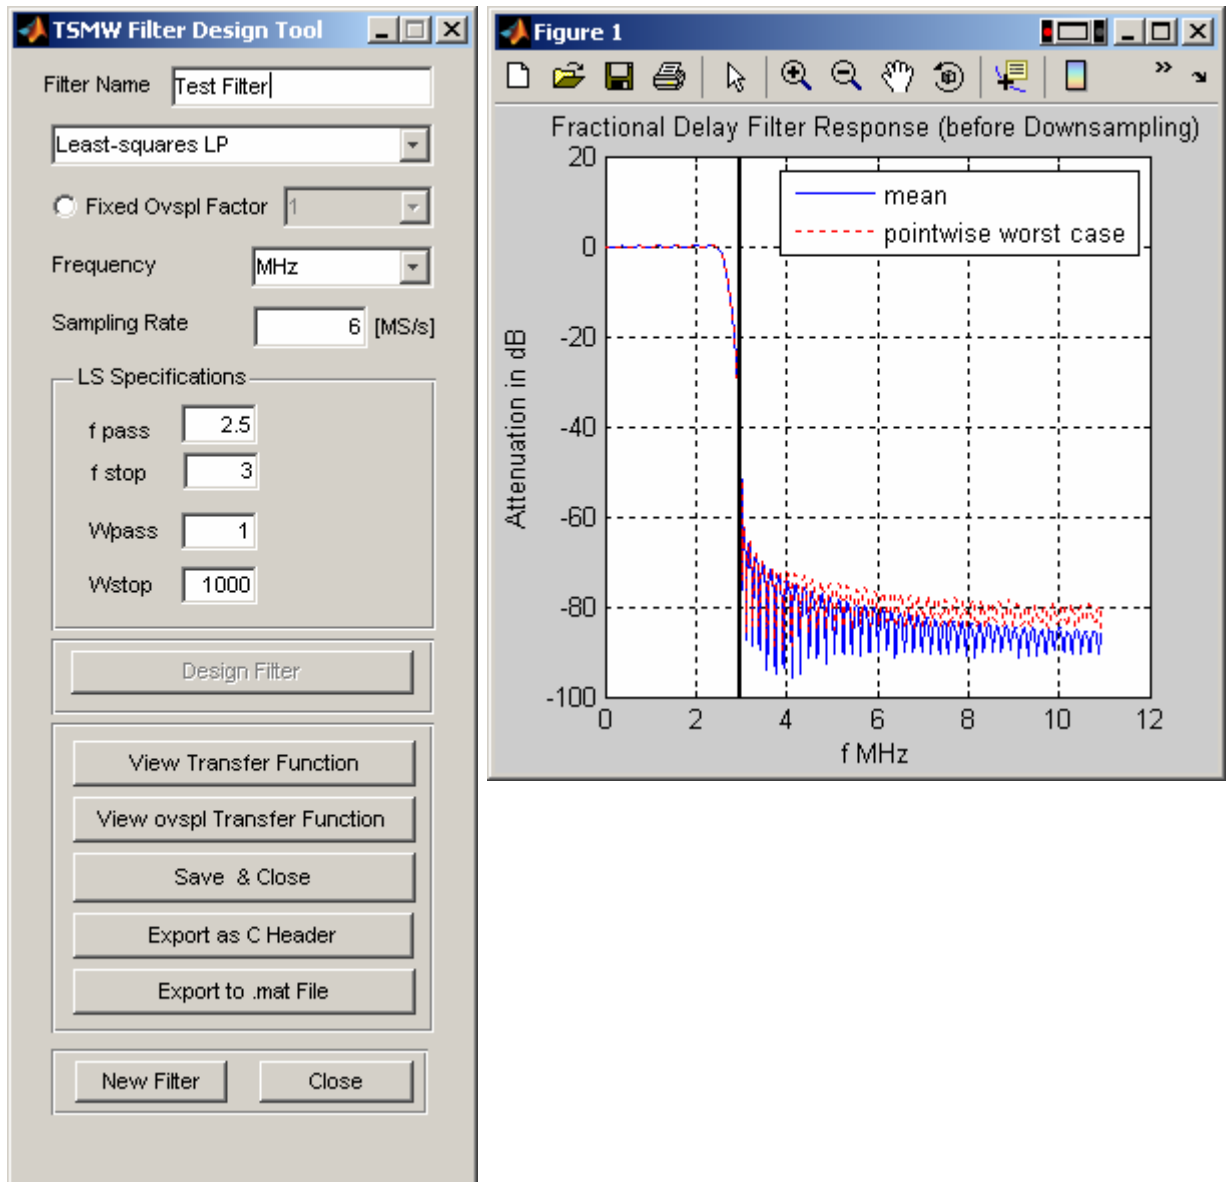 TSMW Filter Design Tool
Filter Name Test Filter
Least-squares LP
Fixed Ovspl Factor 1
Frequency MHz
Sampling Rate 6 [MS/s]
LS Specifications
f pass 2.5
f stop 3
Wpass 1
Wstop 1000
Design Filter
View Transfer Function
View ovspl Transfer Function
Save & Close
Export as C Header
Export to .mat File
New Filter Close
Figure 1
Fractional Delay Filter Response (before Downsampling)
mean
pointwise worst case
Attenuation in dB
20
0
-20
-40
-60
-80
-100
0 2 4 6 8 10 12
f MHz